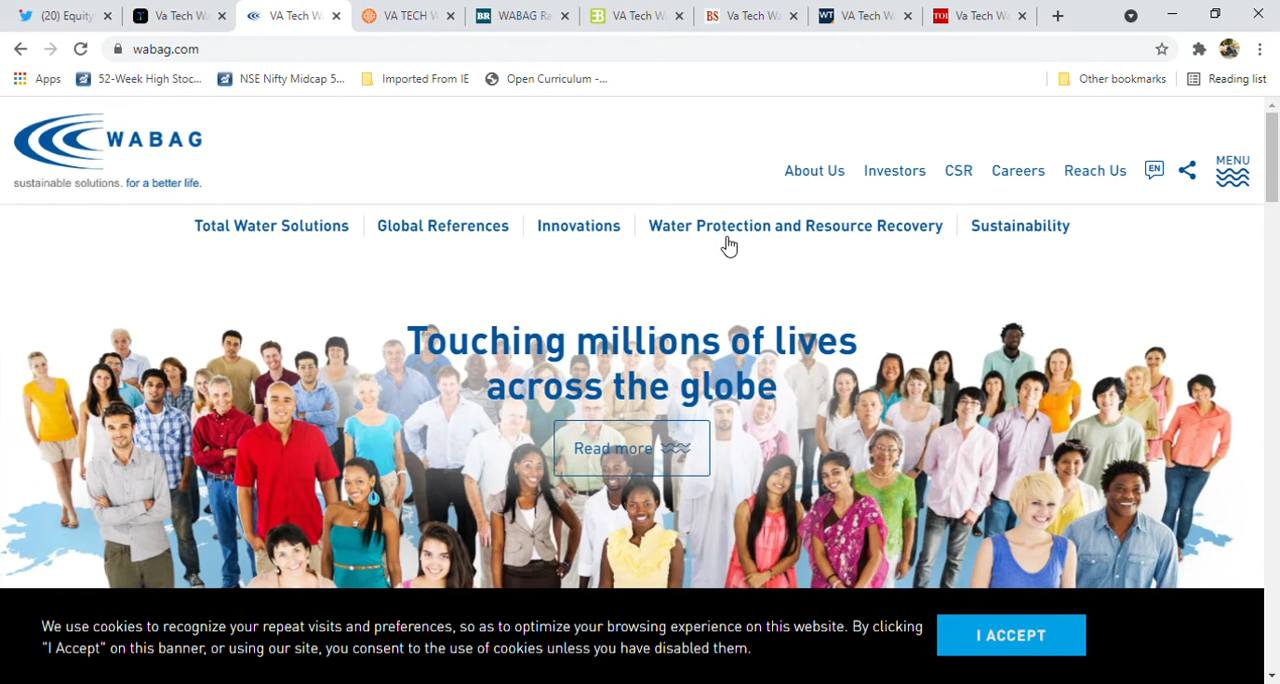 (20) Equity
Va Tech Wa
VA Tech W
VA TECH W
WABAG Ra
VA Tech W
Va Tech W
VA Tech W
Va Tech Wa
wabag.com
Apps
52-Week High Stoc...
NSE Nifty Midcap 5...
Imported From IE
Open Curriculum -...
Other bookmarks
Reading list
WABAG
sustainable solutions. for a better life.
About Us
Investors
CSR
Careers
Reach Us
EN
MENU
Total Water Solutions
Global References
Innovations
Water Protection and Resource Recovery
Sustainability
Touching millions of lives
across the globe
Read more
We use cookies to recognize your repeat visits and preferences, so as to optimize your browsing experience on this website. By clicking
"I Accept" on this banner, or using our site, you consent to the use of cookies unless you have disabled them.
I ACCEPT